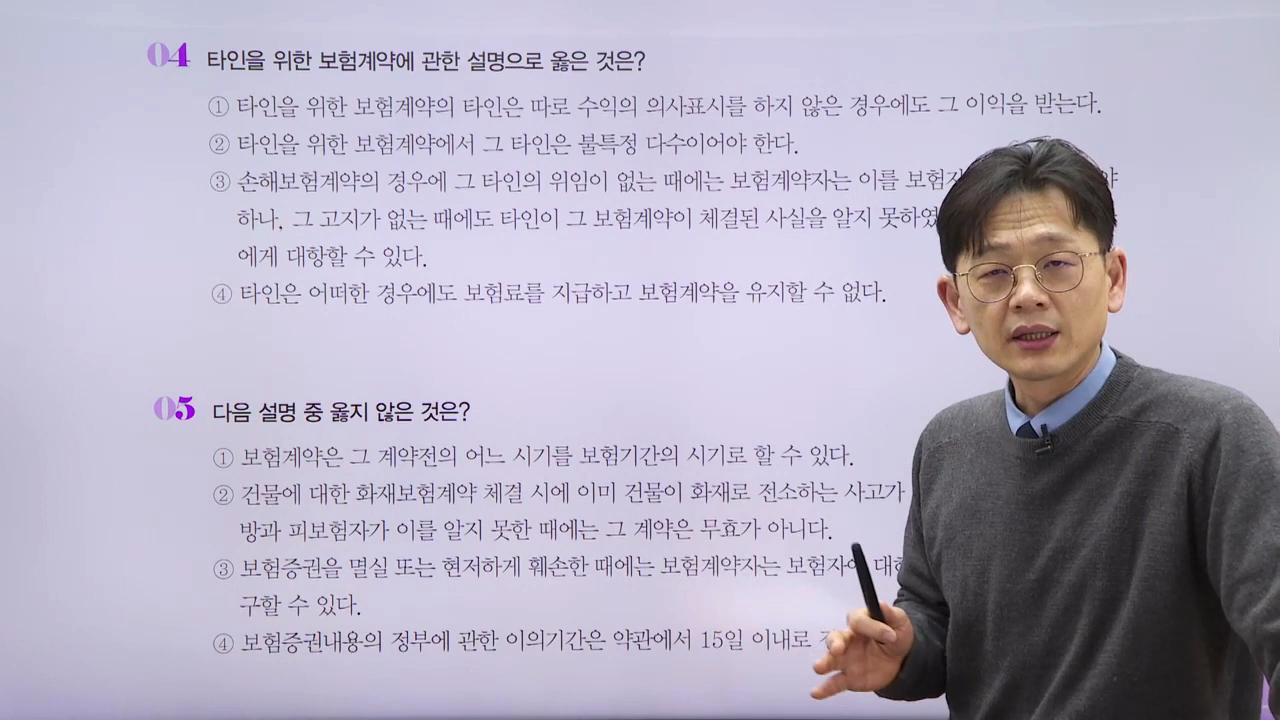 04 타인을 위한 보험계약에 관한 설명으로 옳은 것은?
① 타인을 위한 보험계약의 타인은 따로 수익의 의사표시를 하지 않은 경우에도 그 이익을 받는다.
② 타인을 위한 보험계약에서 그 타인은 불특정 다수이어야 한다.
③ 손해보험계약의 경우에 그 타인의 위임이 없는 때에는 보험계약자는 이를
하나, 그 고지가 없는 때에도 타인이 그 보험계약이 체결된 사실을 알지
에게 대항할 수 있다.
④ 타인은 어떠한 경우에도 보험료를 지급하고 보험계약을 유지할 수 없다.
05 다음 설명 중 옳지 않은 것은?
① 보험계약은 그 계약전의 어느 시기를 보험기간의 시기로 할 수 있다.
② 건물에 대한 화재보험계약 체결 시에 이미 건물이 화재로 전소하는 사고가
방과 피보험자가 이를 알지 못한 때에는 그 계약은 무효가 아니다.
③ 보험증권을 멸실 또는 현저하게 훼손한 때에는 보험계약자는 보험자에
구할 수 있다.
④ 보험증권내용의 정부에 관한 이의기간은 약관에서 15일 이내로